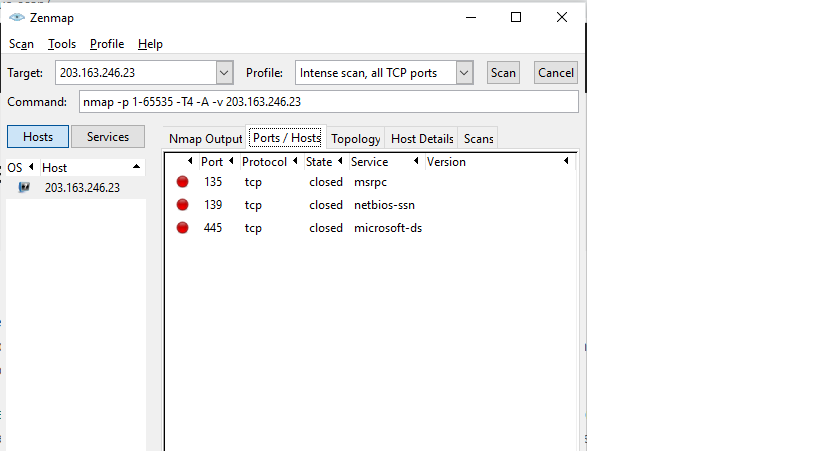 Zenmap
Scan Tools Profile Help
Target: 203.163.246.23 Profile: Intense scan, all TCP ports Scan Cancel
Command: nmap -p 1-65535 -T4 -A -v 203.163.246.23
Hosts Services Nmap Output Ports / Hosts Topology Host Details Scans
OS Host Port Protocol State Service Version
203.163.246.23 135 tcp closed msrpc
139 tcp closed netbios-ssn
445 tcp closed microsoft-ds